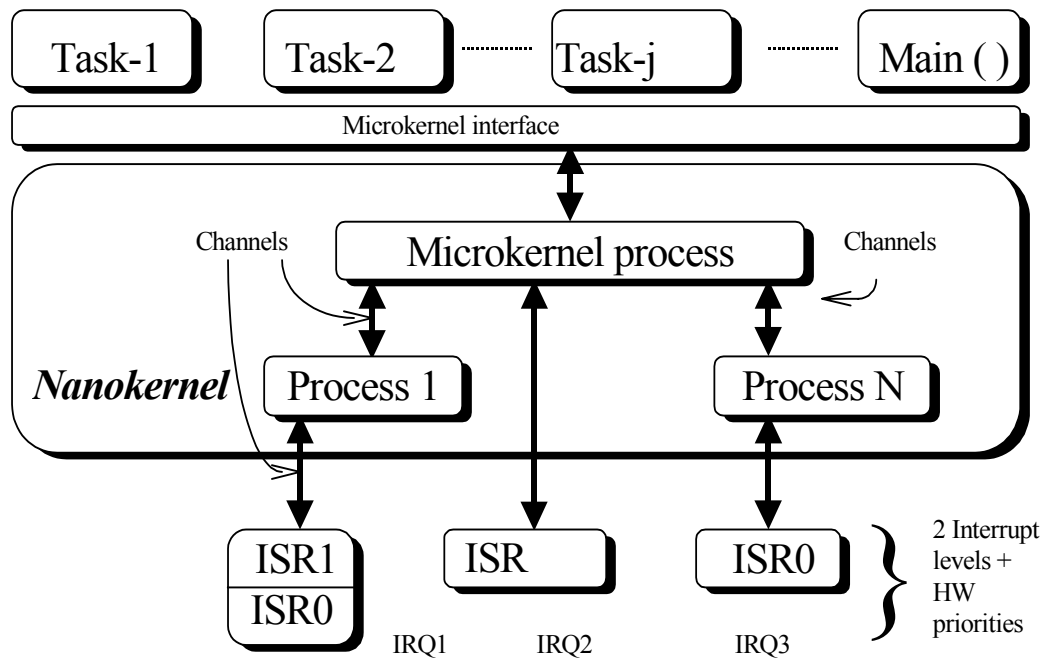 Task-1
Task-2
Task-j
Main ( )
Microkernel interface
Channels
Microkernel process
Channels
Nanokernel
Process 1
Process N
ISR1
ISR0
ISR
ISR0
2 Interrupt
levels +
HW
priorities
IRQ1
IRQ2
IRQ3